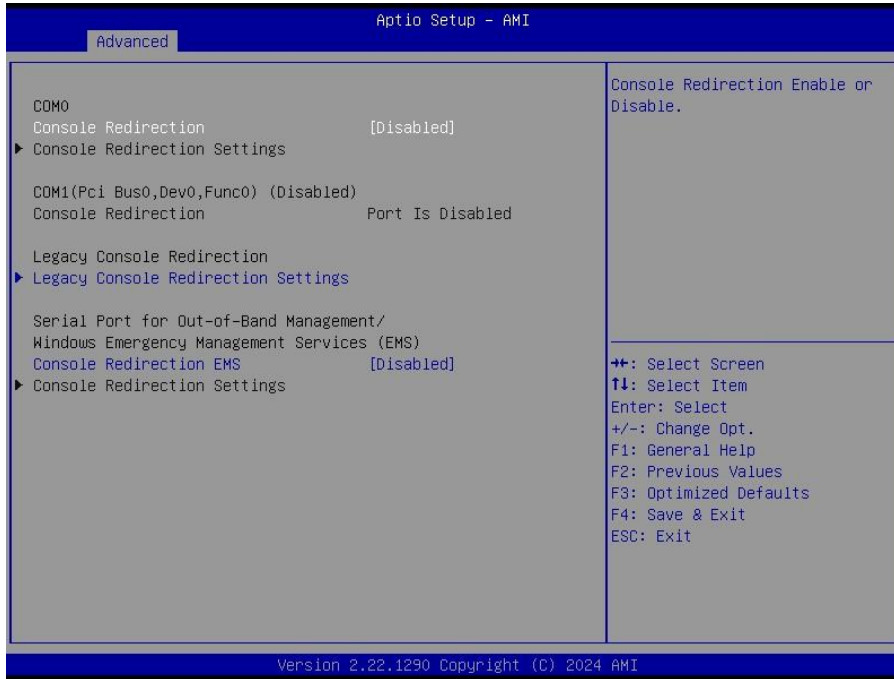 Aptio Setup – AMI
Advanced
COM0
Console Redirection [Disabled]
▶ Console Redirection Settings
COM1(Pci Bus0,Dev0,Func0) (Disabled)
Console Redirection Port Is Disabled
Legacy Console Redirection
▶ Legacy Console Redirection Settings
Serial Port for Out-of-Band Management/
Windows Emergency Management Services (EMS)
Console Redirection EMS [Disabled]
▶ Console Redirection Settings
Console Redirection Enable or
Disable.
→←: Select Screen
↑↓: Select Item
Enter: Select
+/-: Change Opt.
F1: General Help
F2: Previous Values
F3: Optimized Defaults
F4: Save & Exit
ESC: Exit
Version 2.22.1290 Copyright (C) 2024 AMI